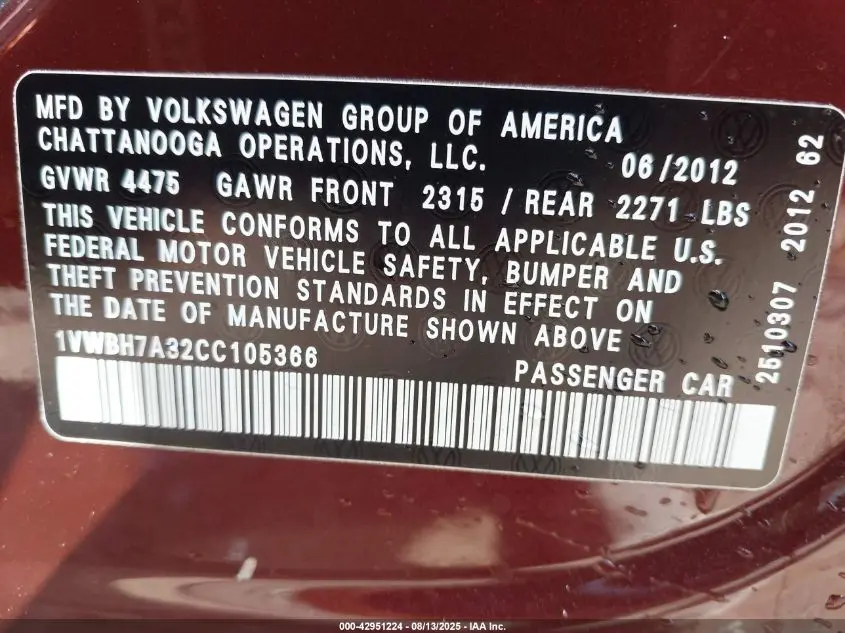 MFD BY VOLKSWAGEN GROUP OF AMERICA
CHATTANOOGA OPERATIONS, LLC.
06/2012
GVWR 4475 GAWR FRONT 2315 / REAR 2271 LBS
THIS VEHICLE CONFORMS TO ALL APPLICABLE U.S.
FEDERAL MOTOR VEHICLE SAFETY, BUMPER AND
THEFT PREVENTION STANDARDS IN EFFECT ON
THE DATE OF MANUFACTURE SHOWN ABOVE
1VWBH7A32CC105366
PASSENGER CAR
2510307 2012 62
000-42951224 - 08/13/2025 - IAA Inc.